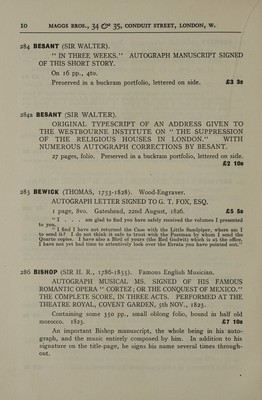 10 MAGGS BROS., 34 & 35, CONDUIT STREET, LONDON, W.
284 BESANT (SIR WALTER).
" IN THREE WEEKS." AUTOGRAPH MANUSCRIPT SIGNED
OF THIS SHORT STORY.
On 16 pp., 4to.
Preserved in a buckram portfolio, lettered on side. £3 3s
284a BESANT (SIR WALTER).
ORIGINAL TYPESCRIPT OF AN ADDRESS GIVEN TO
THE WESTBOURNE INSTITUTE ON " THE SUPPRESSION
OF THE RELIGIOUS HOUSES IN LONDON." WITH
NUMEROUS AUTOGRAPH CORRECTIONS BY BESANT.
27 pages, folio. Preserved in a buckram portfolio, lettered on side.
£2 10s
285 BEWICK (THOMAS, 1753-1828). Wood-Engraver.
AUTOGRAPH LETTER SIGNED TO G. T. FOX, ESQ.
1 page, 8vo. Gateshead, 22nd August, 1826. £5 5s
" I . . . am glad to find you have safely received the volumes I presented
to you.
" I find I have not returned the Case with the Little Sandpiper, where am I
to send it? I do not think it safe to trust with the Postman by whom I send the
Quarto copies. I have also a Bird of yours (the Red Godwit) which is at the office.
I have not yet had time to attentively look over the Errata you have pointed out."
286 BISHOP (SIR H. R., 1786-1855). Famous English Musician.
AUTOGRAPH MUSICAL MS. SIGNED OF HIS FAMOUS
ROMANTIC OPERA " CORTEZ; OR THE CONQUEST OF MEXICO."
THE COMPLETE SCORE, IN THREE ACTS. PERFORMED AT THE
THEATRE ROYAL, COVENT GARDEN, 5th NOV., 1823.
Containing some 350 pp., small oblong folio, bound in half old
morocco. 1823. £7 10s
An important Bishop manuscript, the whole being in his auto-
graph, and the music entirely composed by him. In addition to his
signature on the title-page, he signs his name several times through-
out.